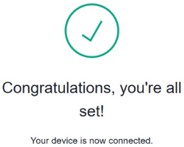 Congratulations, you're all
set!
Your device is now connected.